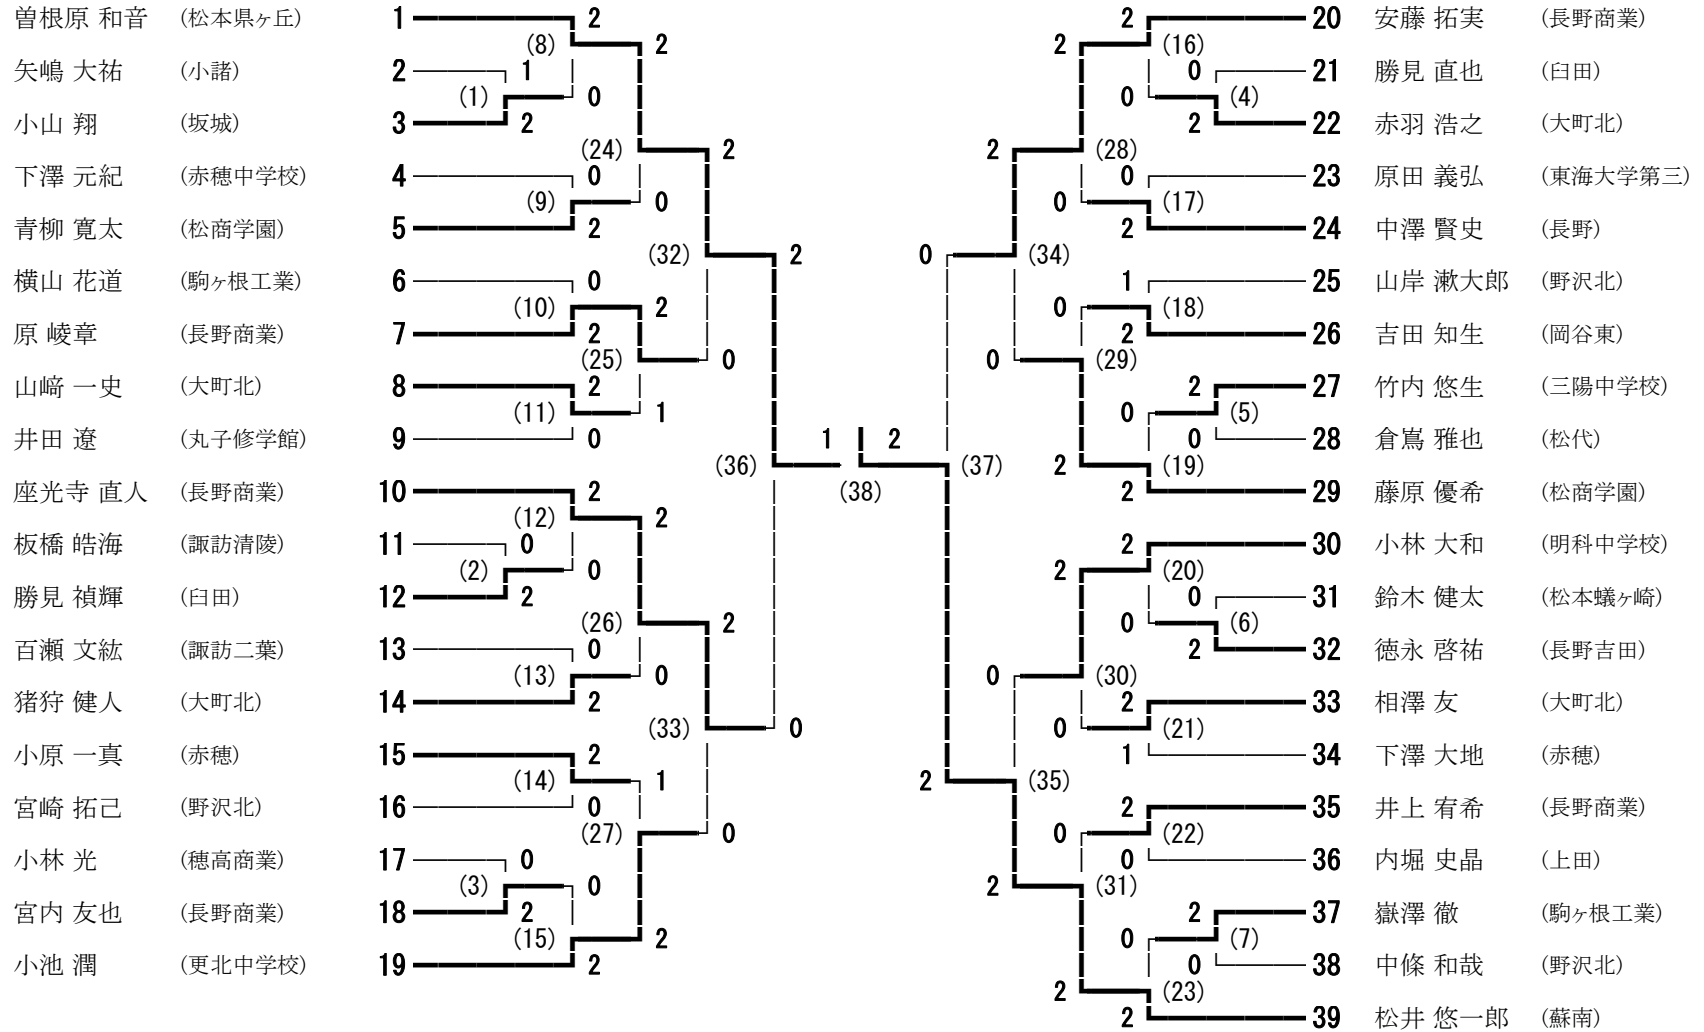 曽根原 和音 (松本県ヶ丘) 1 2 2 20 安藤 拓実 (長野商業)
(8) 2 2 (16)
矢嶋 大祐 (小諸) 2 1 0 21 勝見 直也 (臼田)
(1) 0 0 (4)
小山 翔 (坂城) 3 2 2 22 赤羽 浩之 (大町北)
(24) 2 2 (28)
下澤 元紀 (赤穂中学校) 4 0 0 23 原田 義弘 (東海大学第三)
(9) 0 0 (17)
青柳 寛太 (松商学園) 5 2 2 24 中澤 賢史 (長野)
(32) 2 0 (34)
横山 花道 (駒ヶ根工業) 6 0 1 25 山岸 漱大郎 (野沢北)
(10) 2 0 (18)
原 崚章 (長野商業) 7 2 2 26 吉田 知生 (岡谷東)
(25) 0 0 (29)
山﨑 一史 (大町北) 8 2 2 27 竹内 悠生 (三陽中学校)
(11) 1 0 (5)
井田 遼 (丸子修学館) 9 0 1 2 0 28 倉嶌 雅也 (松代)
(36) (38) (37) 2 (19)
座光寺 直人 (長野商業) 10 2 2 29 藤原 優希 (松商学園)
(12) 2
板橋 皓海 (諏訪清陵) 11 0 2 30 小林 大和 (明科中学校)
(2) 0 2 (20)
勝見 禎輝 (臼田) 12 2 0 31 鈴木 健太 (松本蟻ヶ崎)
(26) 2 0 (6)
百瀬 文紘 (諏訪二葉) 13 0 2 32 徳永 啓祐 (長野吉田)
(13) 0 0 (30)
猪狩 健人 (大町北) 14 2 2 33 相澤 友 (大町北)
(33) 0 0 (21)
小原 一真 (赤穂) 15 2 1 34 下澤 大地 (赤穂)
(14) 1 2 (35)
宮崎 拓己 (野沢北) 16 0 2 35 井上 宥希 (長野商業)
(27) 0 0 (22)
小林 光 (穂高商業) 17 0 0 36 内堀 史晶 (上田)
(3) 0 2 (31)
宮内 友也 (長野商業) 18 2 2 37 嶽澤 徹 (駒ヶ根工業)
(15) 2 0 (7)
小池 潤 (更北中学校) 19 2 0 38 中條 和哉 (野沢北)
2 (23)
2 39 松井 悠一郎 (蘇南)